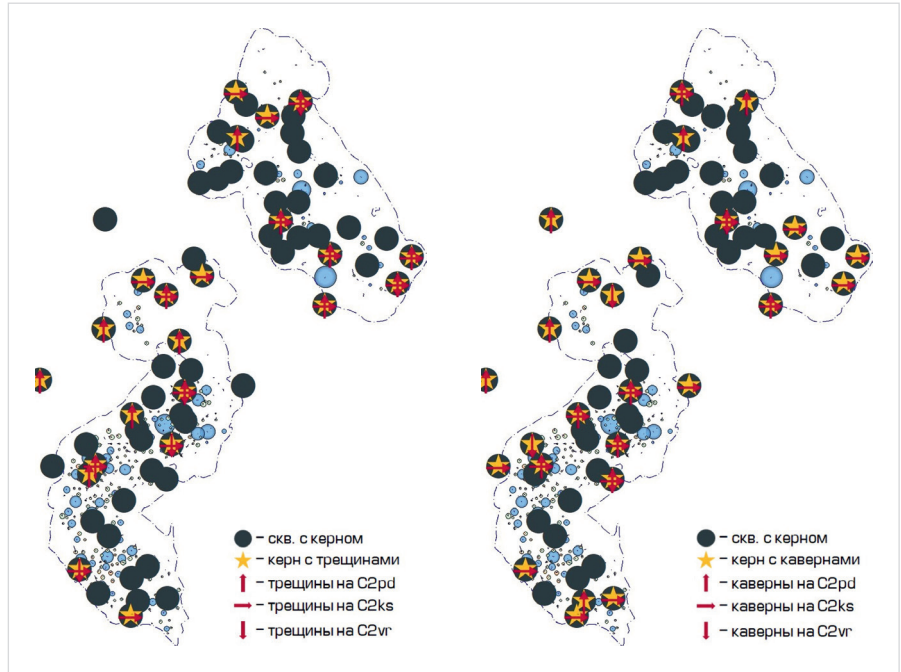 - скв. с керном
- керн с трещинами
- трещины на C2pd
- трещины на C2ks
- трещины на C2vr
- скв. с керном
- керн с кавернами
- каверны на C2pd
- каверны на C2ks
- каверны на C2vr